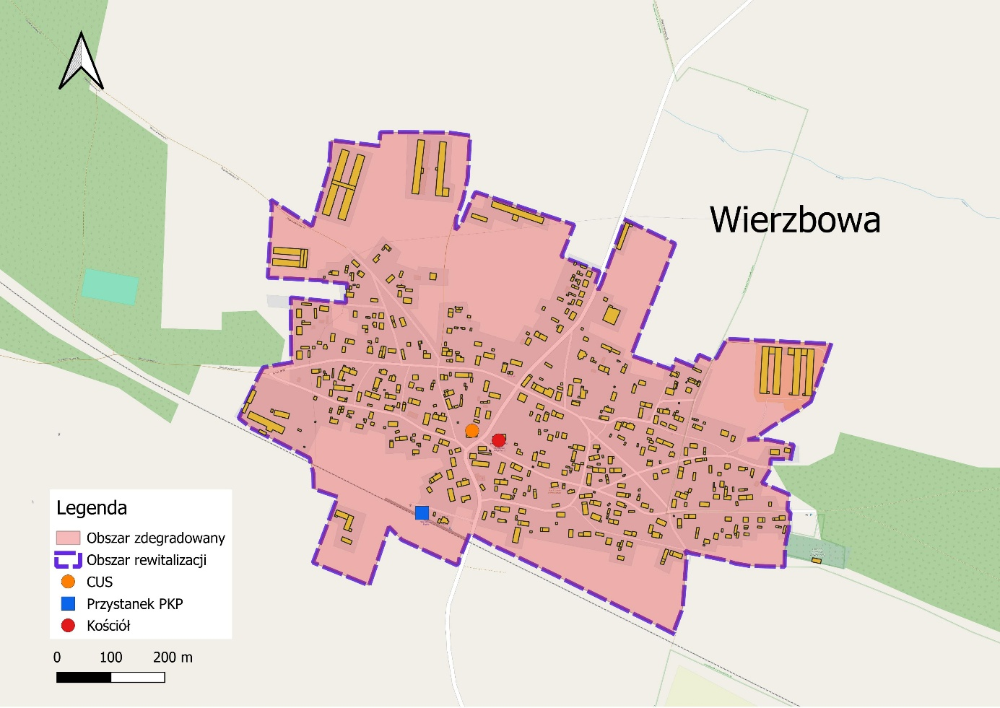 Wierzbowa
Legenda
Obszar zdegradowany
Obszar rewitalizacji
CUS
Przystanek PKP
Kościół
0 100 200 m